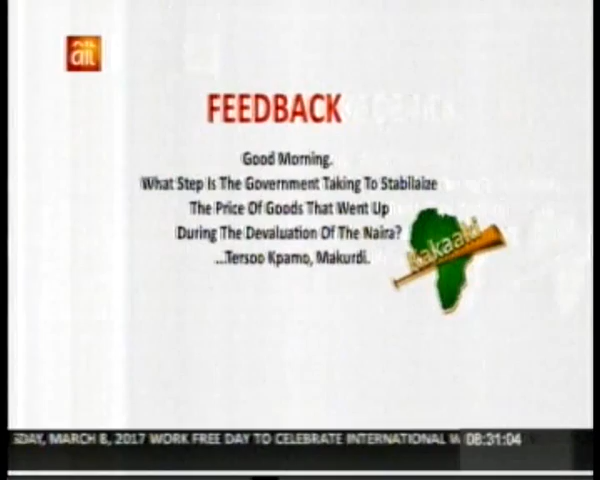 ait
FEEDBACK
Good Morning.
What Step Is The Government Taking To Stabilaize
The Price Of Goods That Went Up
During The Devaluation Of The Naira?
...Tersoo Kpamo, Makurdi.
Kakaaki
SDAY, MARCH 8, 2017 WORK FREE DAY TO CELEBRATE INTERNATIONAL W 08:31:04